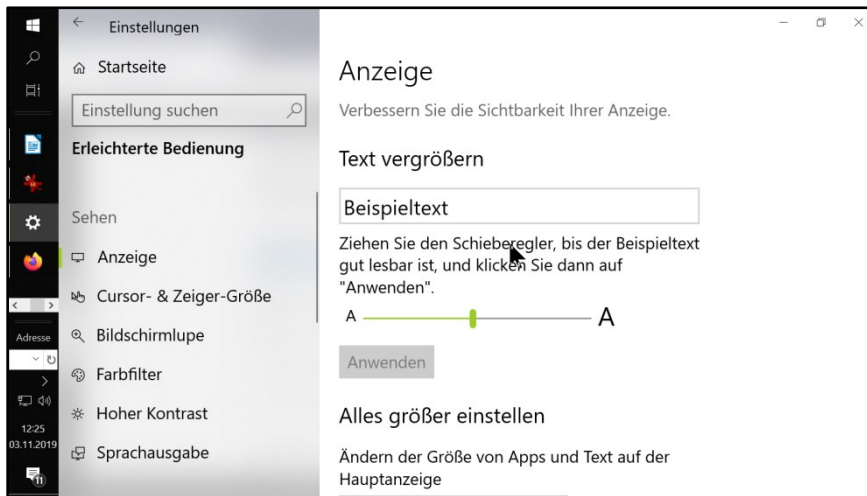 Einstellungen
Startseite
Einstellung suchen
Erleichterte Bedienung
Sehen
Anzeige
Cursor- & Zeiger-Größe
Bildschirmlupe
Farbfilter
Hoher Kontrast
Sprachausgabe
Adresse
12:25
03.11.2019
11
Anzeige
Verbessern Sie die Sichtbarkeit Ihrer Anzeige.
Text vergrößern
Beispieltext
Ziehen Sie den Schieberegler, bis der Beispieltext
gut lesbar ist, und klicken Sie dann auf
"Anwenden".
A A
Anwenden
Alles größer einstellen
Ändern der Größe von Apps und Text auf der
Hauptanzeige